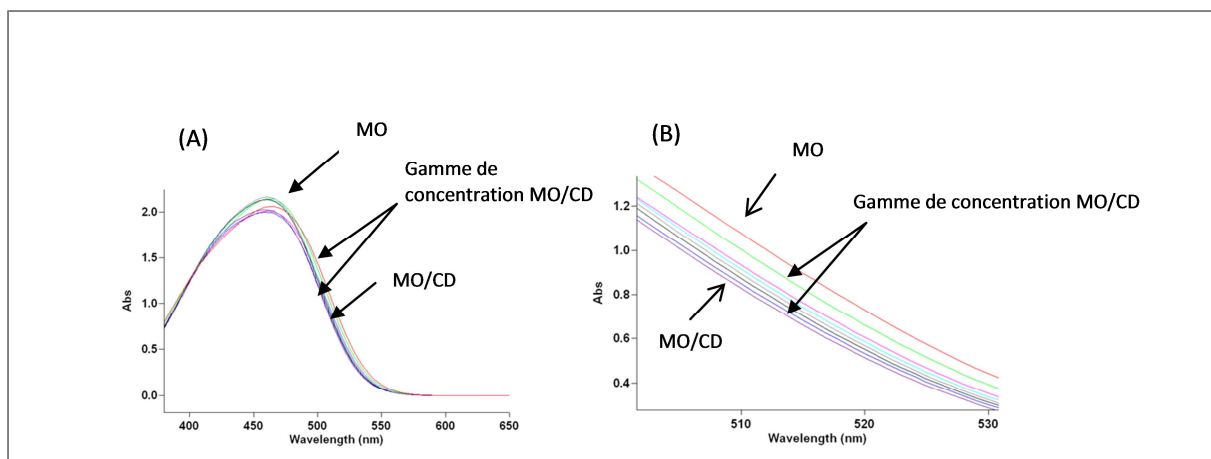 (A)
MO
Gamme de
concentration MO/CD
MO/CD
2.0
1.5
1.0
0.5
0.0
Abs
400 450 500 550 600 650
Wavelength (nm)
(B)
MO
Gamme de concentration MO/CD
MO/CD
1.2
1.0
0.8
0.6
0.4
Abs
510 520 530
Wavelength (nm)